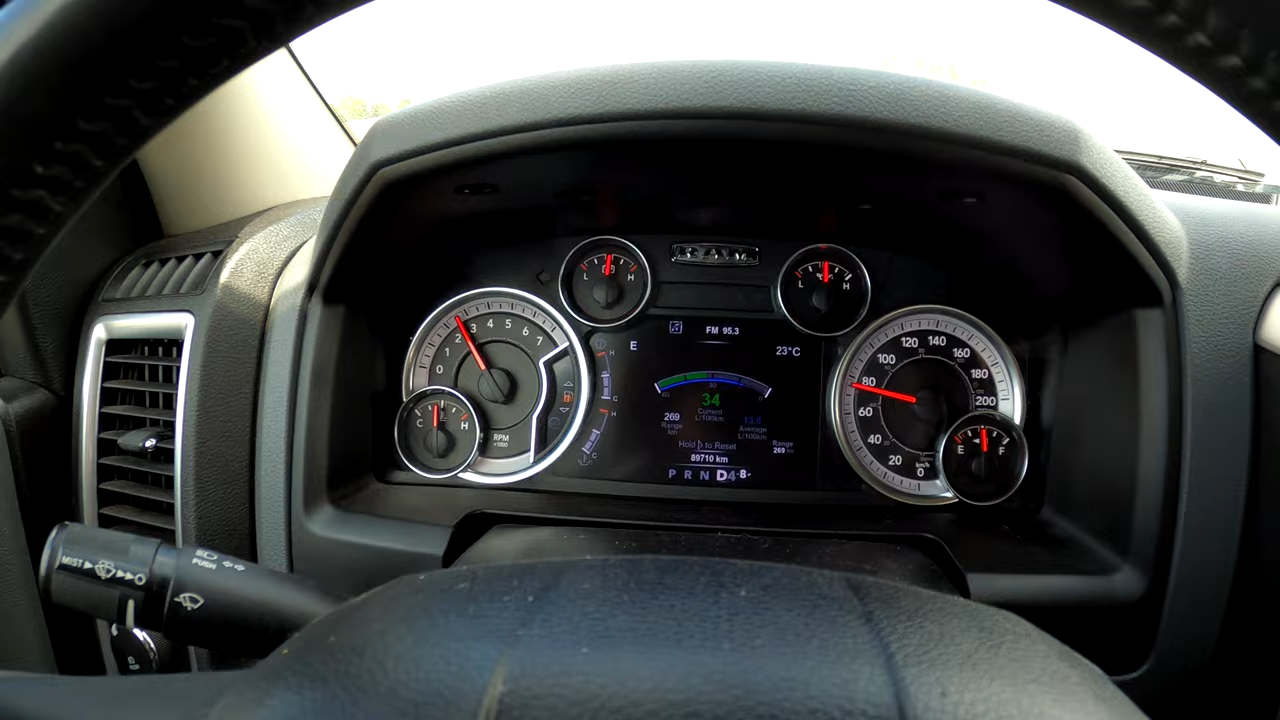 RAM
L H
L H
FM 95.3
E
23°C
0 1 2 3 4 5 6 7
RPM
x1000
C H
H
C
H
C
34
Current
L/100km
269
Range
km
13.6
Average
L/100km
Hold ▷ to Reset
Range
269 km
89710 km
P R N D4 8
0 20 40 60 80 100 120 140 160 180 200
km/h
E F
MIST
PUSH